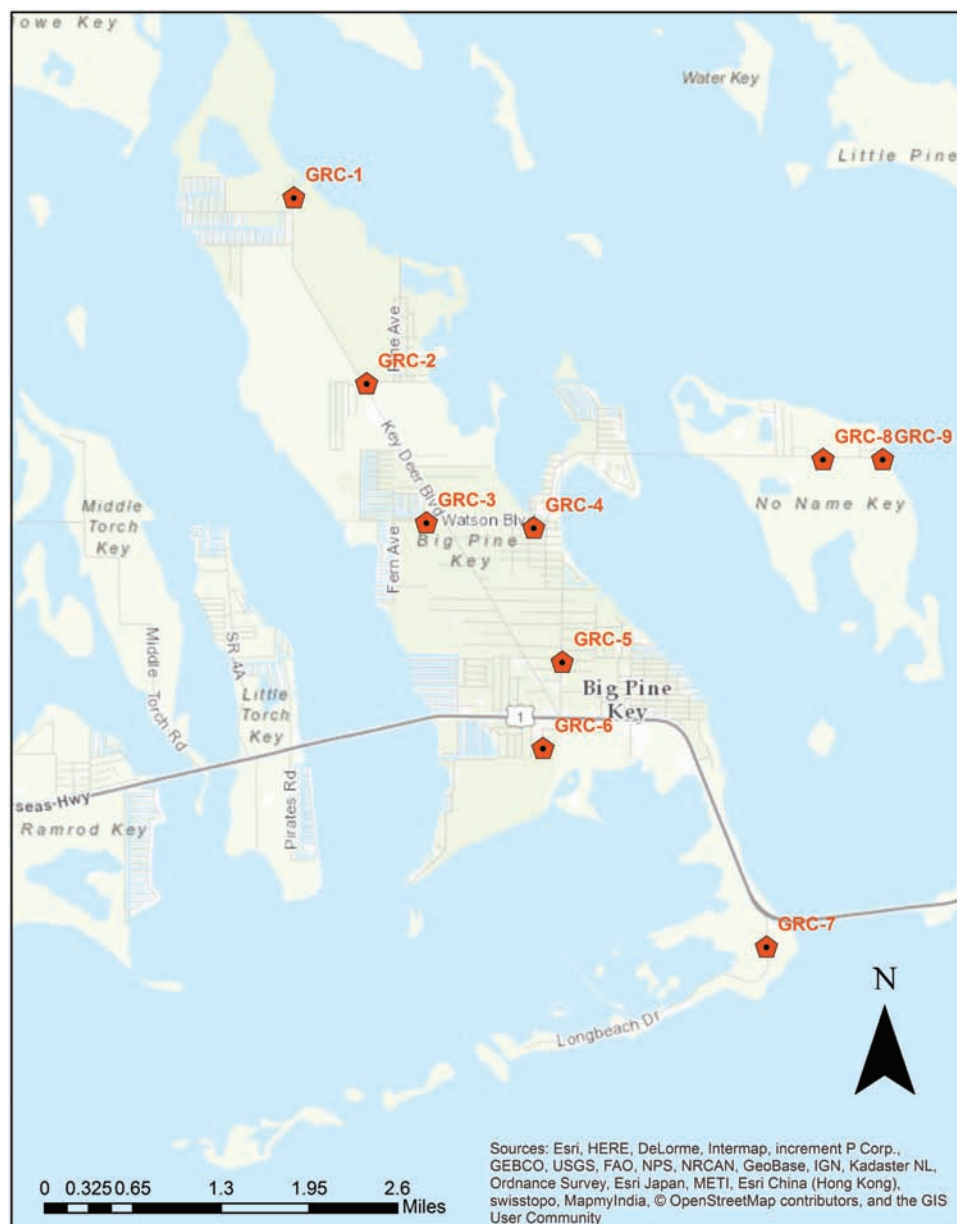 lowe Key
Water Key
Little Pine
GRC-1
Pine Ave
GRC-2
Key Deer Blvd
GRC-8
GRC-9
No Name Key
Middle
Torch
Key
GRC-3
Watson Blv
GRC-4
Big Pine
Key
Fern Ave
GRC-5
Middle Torch Rd
SR 4A
Little
Torch
Key
Big Pine
Key
1
GRC-6
Pirates Rd
rseas Hwy
Ramrod Key
GRC-7
N
Longbeach Dr
Sources: Esri, HERE, DeLorme, Intermap, increment P Corp.,
GEBCO, USGS, FAO, NPS, NRCAN, GeoBase, IGN, Kadaster NL,
Ordnance Survey, Esri Japan, METI, Esri China (Hong Kong),
swisstopo, MapmyIndia, © OpenStreetMap contributors, and the GIS
User Community
0 0.325 0.65 1.3 1.95 2.6
Miles